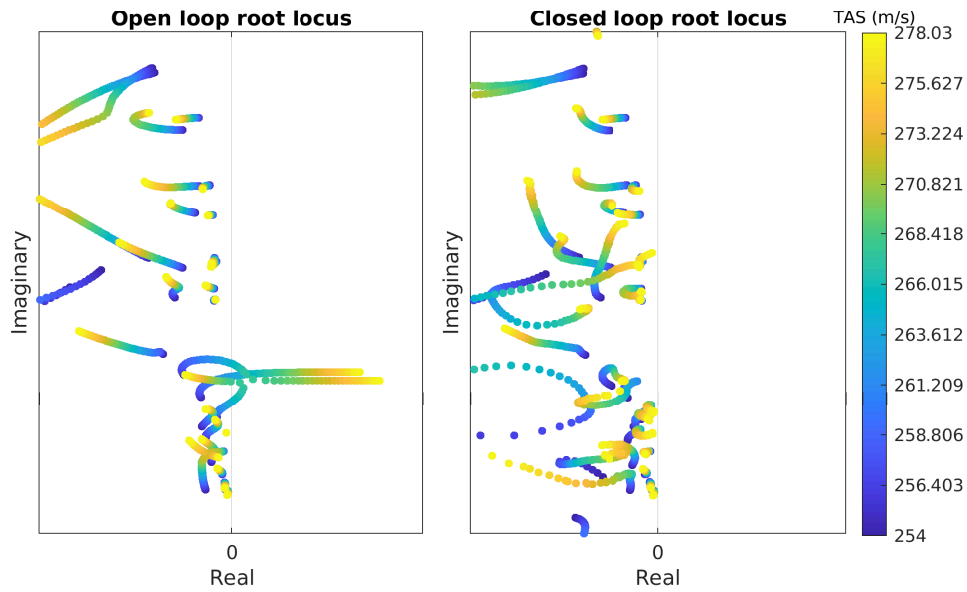 Open loop root locus
Imaginary
0
Real
Closed loop root locus
Imaginary
0
Real
TAS (m/s)
278.03
275.627
273.224
270.821
268.418
266.015
263.612
261.209
258.806
256.403
254